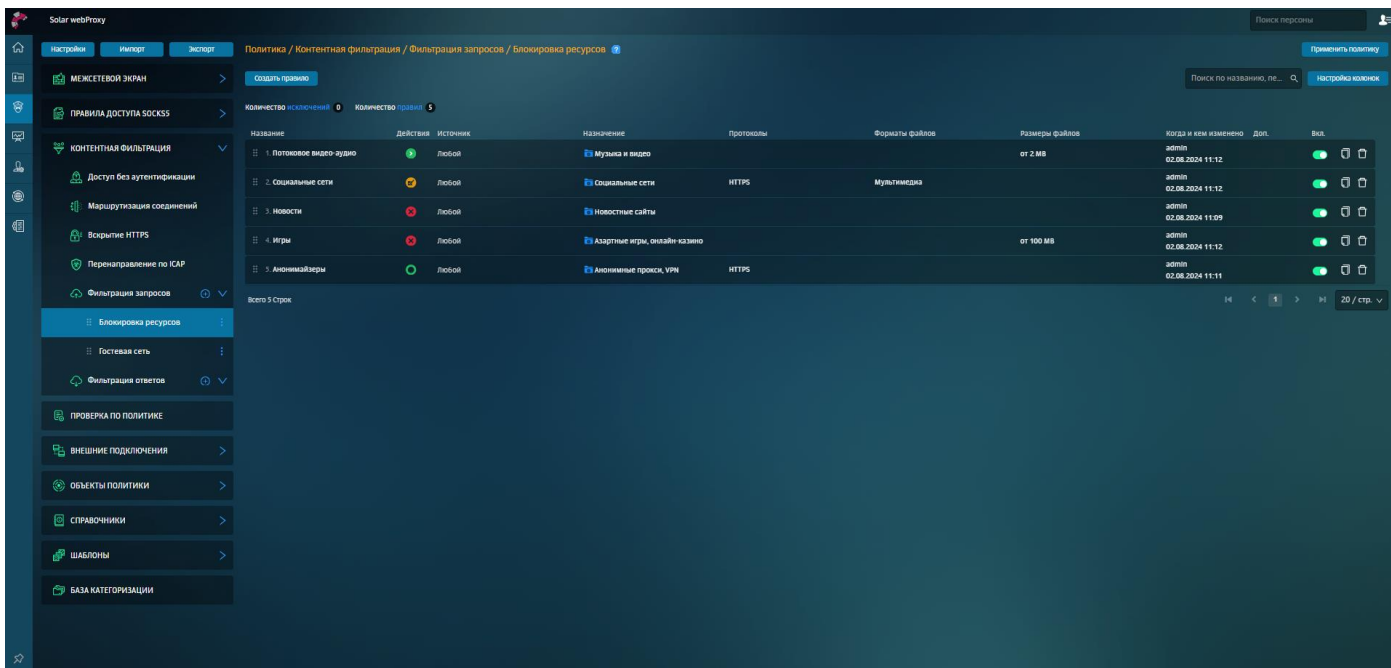 Solar webProxy
Поиск персоны
Настройки Импорт Экспорт
Политика / Контентная фильтрация / Фильтрация запросов / Блокировка ресурсов ?
Применить политику
МЕЖСЕТЕВОЙ ЭКРАН
Создать правило
Поиск по названию, пе...
Настройка колонок
ПРАВИЛА ДОСТУПА SOCKS5
Количество исключений 0 Количество правил 5
Название Действия Источник Назначение Протоколы Форматы файлов Размеры файлов Когда и кем изменено Доп. Вкл.
1. Потоковое видео-аудио Любой Музыка и видео от 2 MB admin
02.08.2024 11:12
2. Социальные сети Любой Социальные сети HTTPS Мультимедиа admin
02.08.2024 11:12
3. Новости Любой Новостные сайты admin
02.08.2024 11:09
4. Игры Любой Азартные игры, онлайн-казино от 100 MB admin
02.08.2024 11:12
5. Анонимайзеры Любой Анонимные прокси, VPN HTTPS admin
02.08.2024 11:11
Всего 5 Строк
1
20 / стр.
КОНТЕНТНАЯ ФИЛЬТРАЦИЯ
Доступ без аутентификации
Маршрутизация соединений
Вскрытие HTTPS
Перенаправление по ICAP
Фильтрация запросов
Блокировка ресурсов
Гостевая сеть
Фильтрация ответов
ПРОВЕРКА ПО ПОЛИТИКЕ
ВНЕШНИЕ ПОДКЛЮЧЕНИЯ
ОБЪЕКТЫ ПОЛИТИКИ
СПРАВОЧНИКИ
ШАБЛОНЫ
БАЗА КАТЕГОРИЗАЦИИ